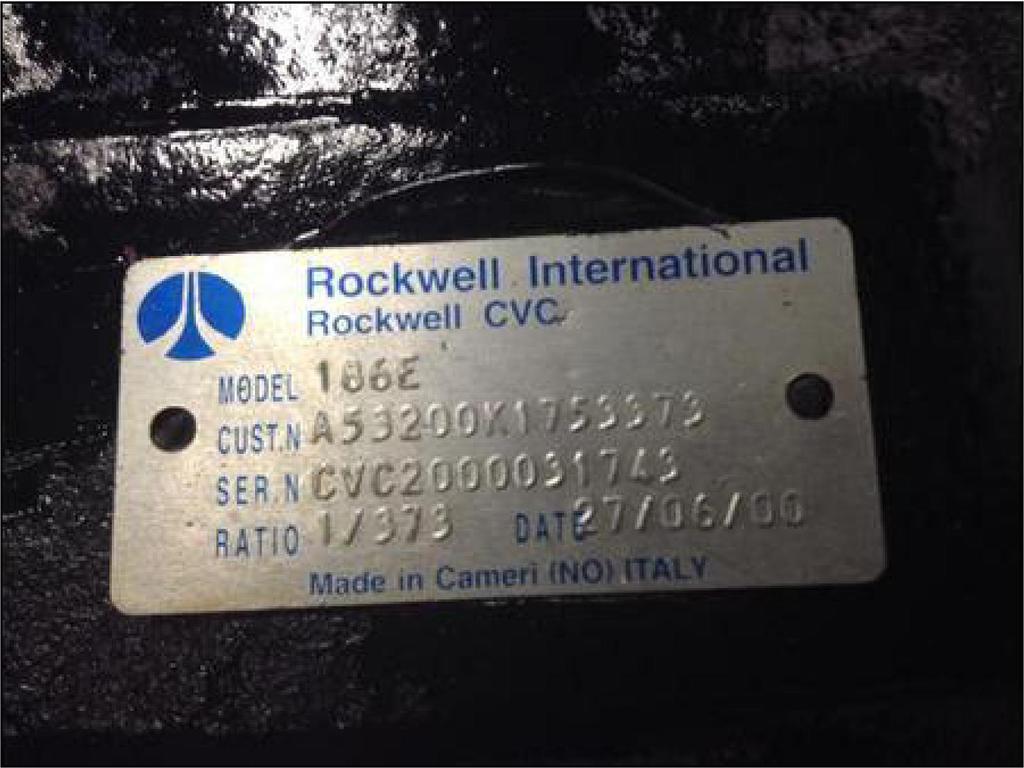 Rockwell International
Rockwell CVC
MODEL 186E
CUST.N A53200K1753373
SER.N CVC20000031743
RATIO 1/373 DATE 27/06/00
Made in Cameri (NO) ITALY